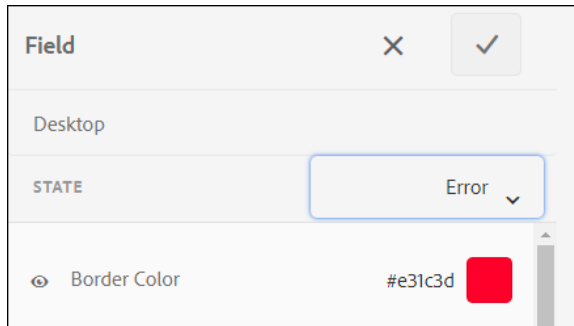 Field
Desktop
STATE
Error
Border Color
#e31c3d